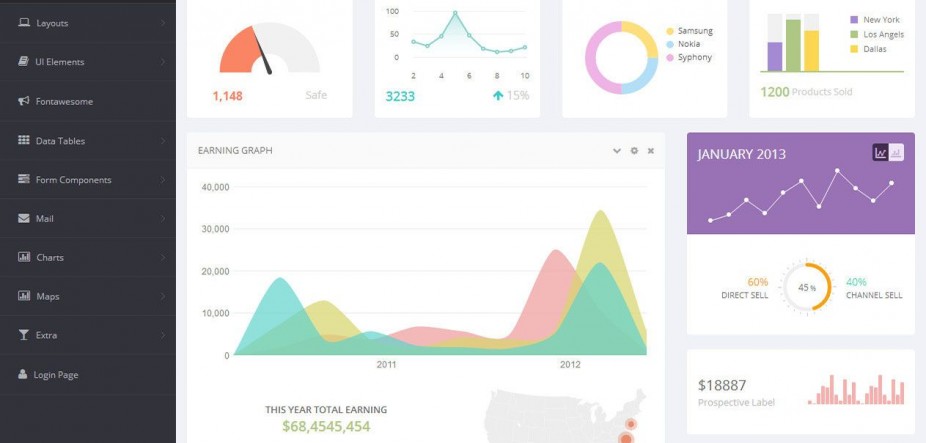 Layouts
UI Elements
Fontawesome
Data Tables
Form Components
Mail
Charts
Maps
Extra
Login Page
1,148 Safe
100
50
0
2 4 6 8 10
3233 15%
Samsung
Nokia
Syphony
New York
Los Angels
Dallas
1200 Products Sold
EARNING GRAPH
40,000
30,000
20,000
10,000
0
2011 2012
THIS YEAR TOTAL EARNING
$68,4545,454
JANUARY 2013
60%
DIRECT SELL
45 %
40%
CHANNEL SELL
$18887
Prospective Label